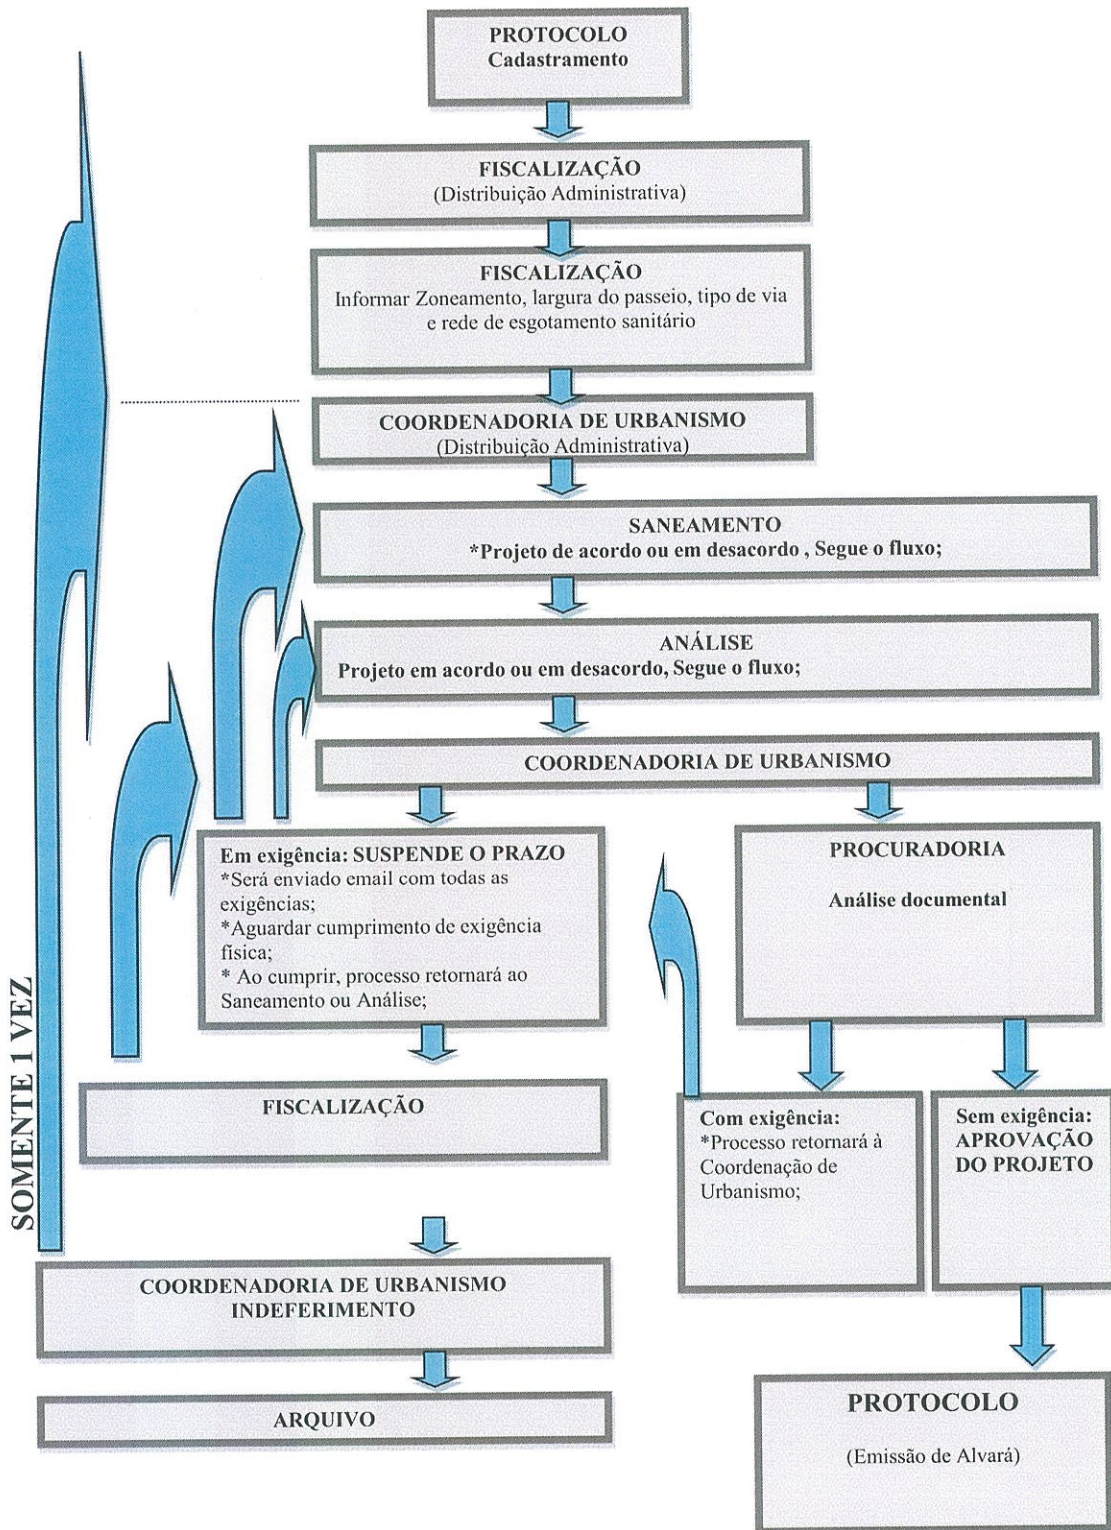 PROTOCOLO
Cadastramento
FISCALIZAÇÃO
(Distribuição Administrativa)
FISCALIZAÇÃO
Informar Zoneamento, largura do passeio, tipo de via
e rede de esgotamento sanitário
COORDENADORIA DE URBANISMO
(Distribuição Administrativa)
SANEAMENTO
*Projeto de acordo ou em desacordo , Segue o fluxo;
ANÁLISE
Projeto em acordo ou em desacordo, Segue o fluxo;
COORDENADORIA DE URBANISMO
Em exigência: SUSPENDE O PRAZO
*Será enviado email com todas as
exigências;
*Aguardar cumprimento de exigência
física;
* Ao cumprir, processo retornará ao
Saneamento ou Análise;
PROCURADORIA
Análise documental
FISCALIZAÇÃO
Com exigência:
*Processo retornará à
Coordenação de
Urbanismo;
Sem exigência:
APROVAÇÃO
DO PROJETO
SOMENTE 1 VEZ
COORDENADORIA DE URBANISMO
INDEFERIMENTO
ARQUIVO
PROTOCOLO
(Emissão de Alvará)